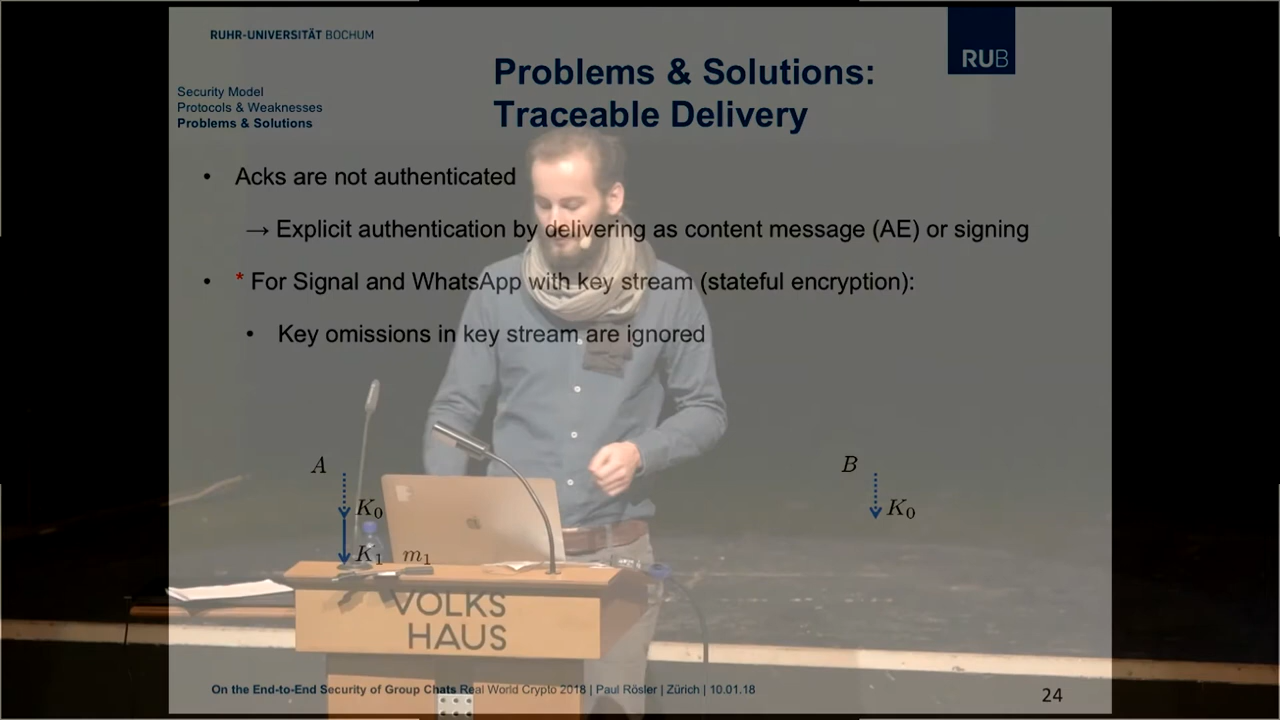 RUHR-UNIVERSITÄT BOCHUM
RUB
Problems & Solutions:
Traceable Delivery
Security Model
Protocols & Weaknesses
Problems & Solutions
• Acks are not authenticated
→ Explicit authentication by delivering as content message (AE) or signing
• * For Signal and WhatsApp with key stream (stateful encryption):
• Key omissions in key stream are ignored
A B
K0 K0
K1 m1
VOLKS
HAUS
On the End-to-End Security of Group Chats Real World Crypto 2018 | Paul Rösler | Zürich | 10.01.18
24